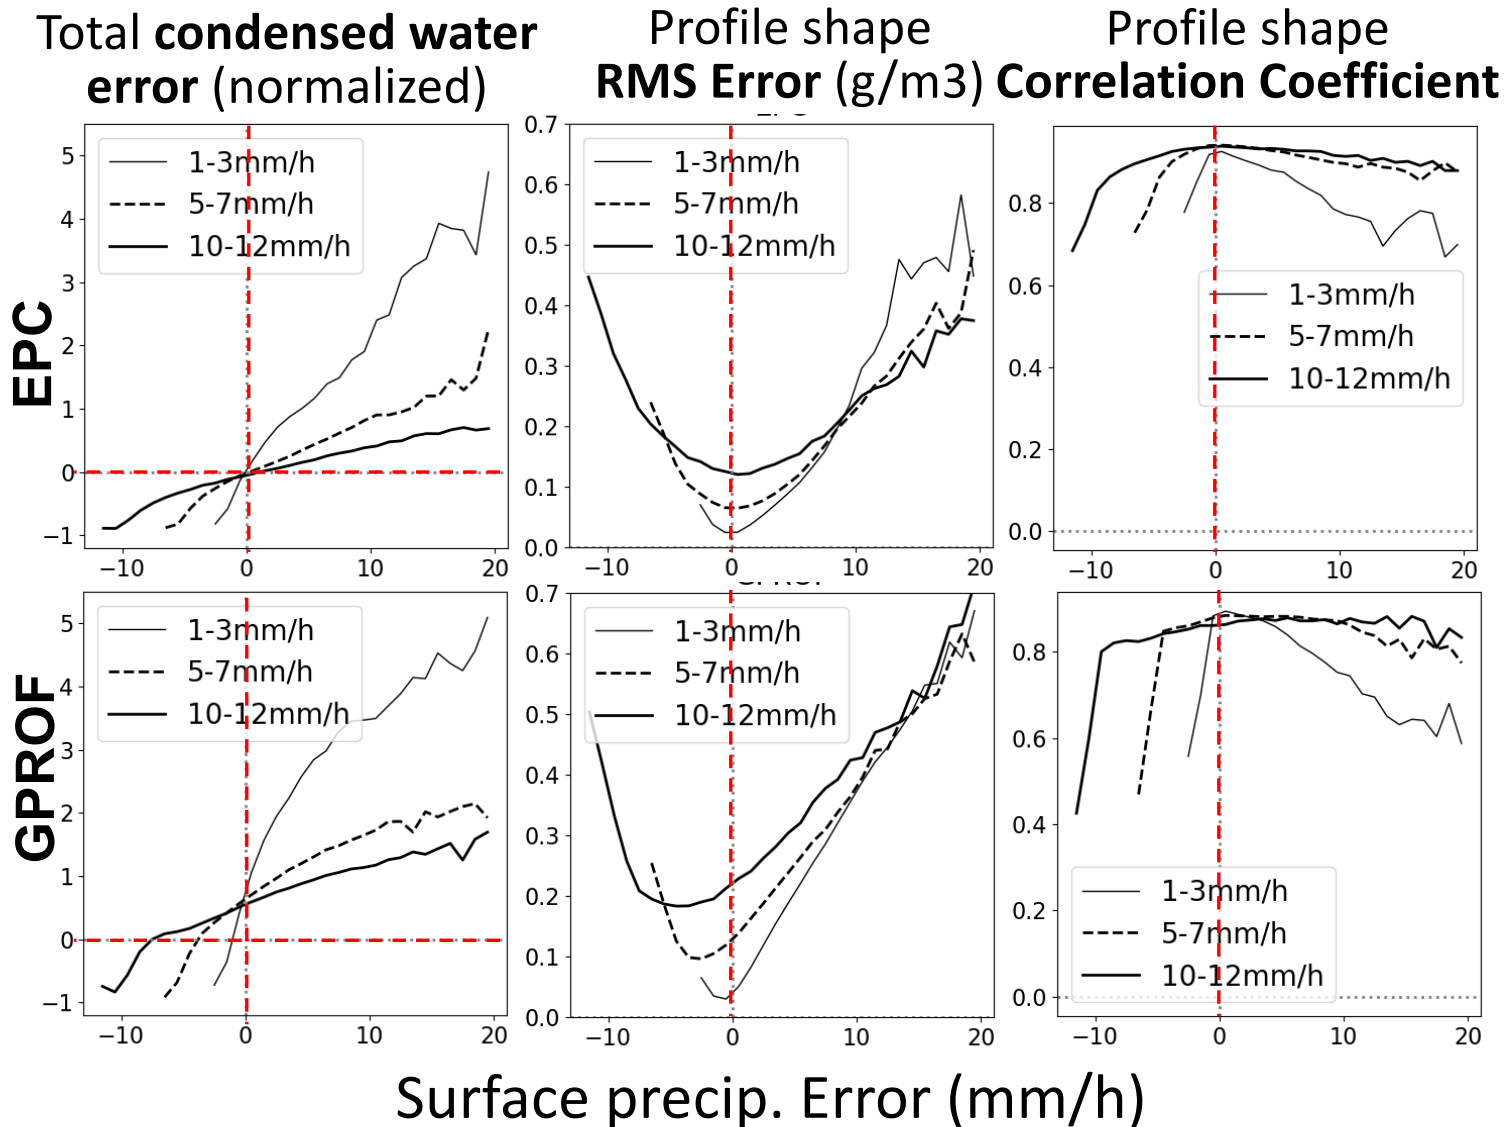 Total condensed water
error (normalized)
Profile shape
RMS Error (g/m3)
Profile shape
Correlation Coefficient
EPC
5
4
3
2
1
0
−1
−10 0 10 20
1-3mm/h
5-7mm/h
10-12mm/h
0.7
0.6
0.5
0.4
0.3
0.2
0.1
0.0
−10 0 10 20
1-3mm/h
5-7mm/h
10-12mm/h
0.8
0.6
0.4
0.2
0.0
−10 0 10 20
1-3mm/h
5-7mm/h
10-12mm/h
GPROF
5
4
3
2
1
0
−1
−10 0 10 20
1-3mm/h
5-7mm/h
10-12mm/h
0.7
0.6
0.5
0.4
0.3
0.2
0.1
0.0
−10 0 10 20
1-3mm/h
5-7mm/h
10-12mm/h
0.8
0.6
0.4
0.2
0.0
−10 0 10 20
1-3mm/h
5-7mm/h
10-12mm/h
Surface precip. Error (mm/h)